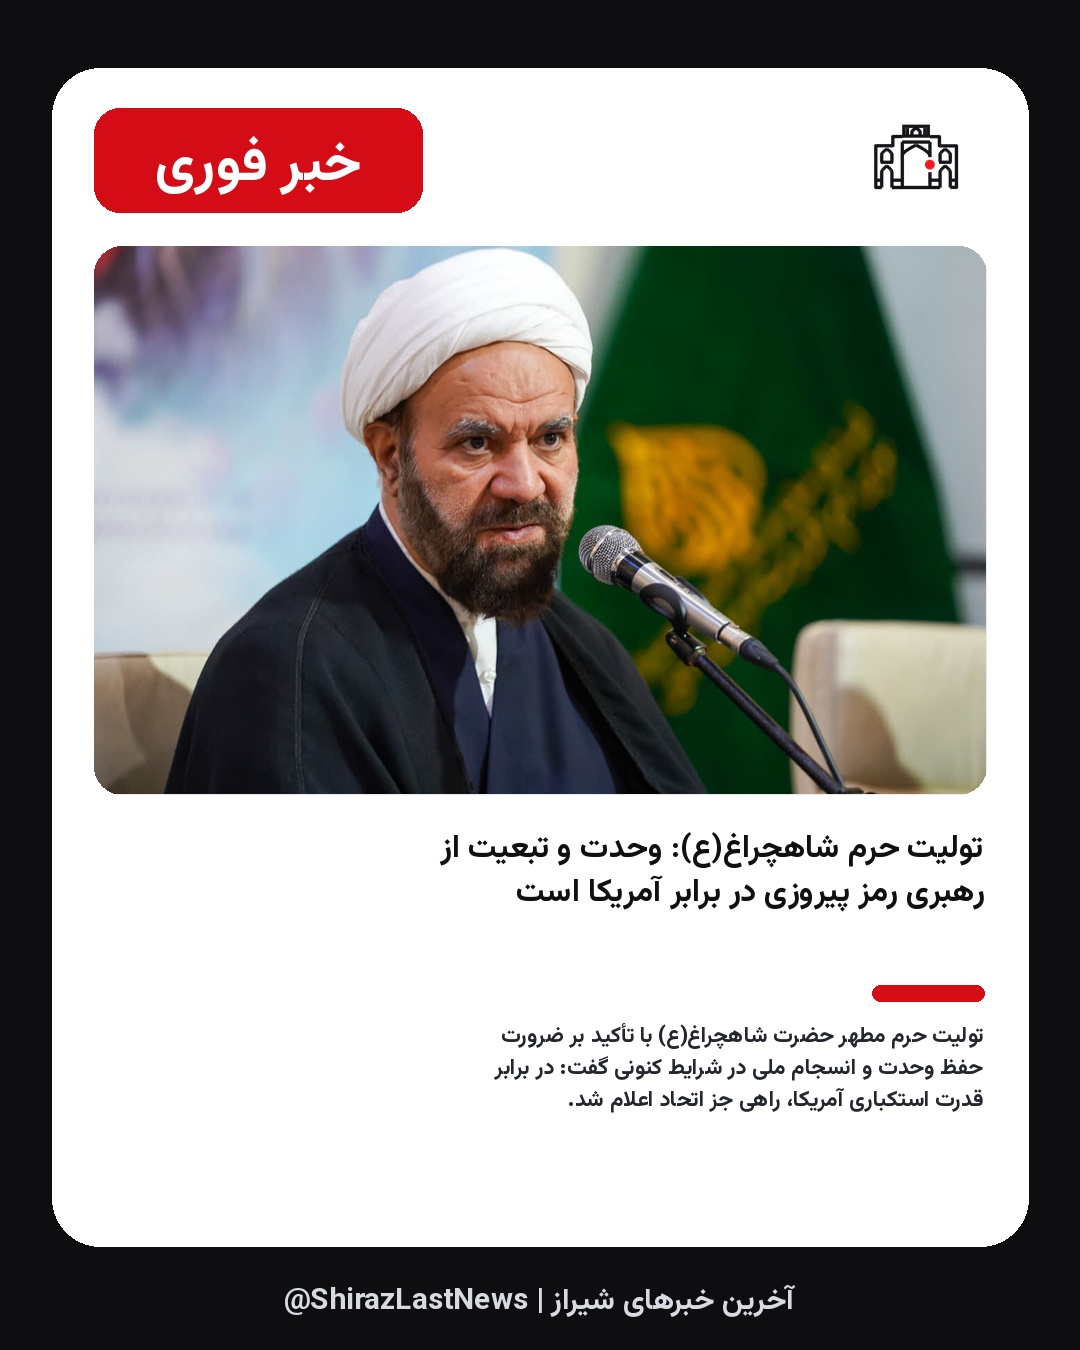 خبر فوری
تولیت حرم شاهچراغ(ع): وحدت و تبعیت از
رهبری رمز پیروزی در برابر آمریکا است
تولیت حرم مطهر حضرت شاهچراغ(ع) با تأکید بر ضرورت
حفظ وحدت و انسجام ملی در شرایط کنونی گفت: در برابر
قدرت استکباری آمریکا، راهی جز اتحاد اعلام شد.
آخرین خبرهای شیراز | @ShirazLastNews